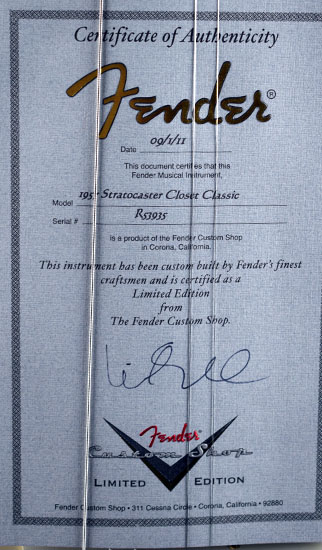 Certificate of Authenticity
Fender®
Date 09/1/11
This document certifies that this
Fender Musical Instrument,
Model Stratocaster Closet Classic
Serial # R53935
is a product of the Fender Custom Shop
in Corona, California.
This instrument has been custom built by Fender's finest
craftsmen and is certified as a
Limited Edition
from
The Fender Custom Shop.
Fender
Custom Shop
LIMITED EDITION
Fender Custom Shop • 311 Cessna Circle • Corona, California • 92880